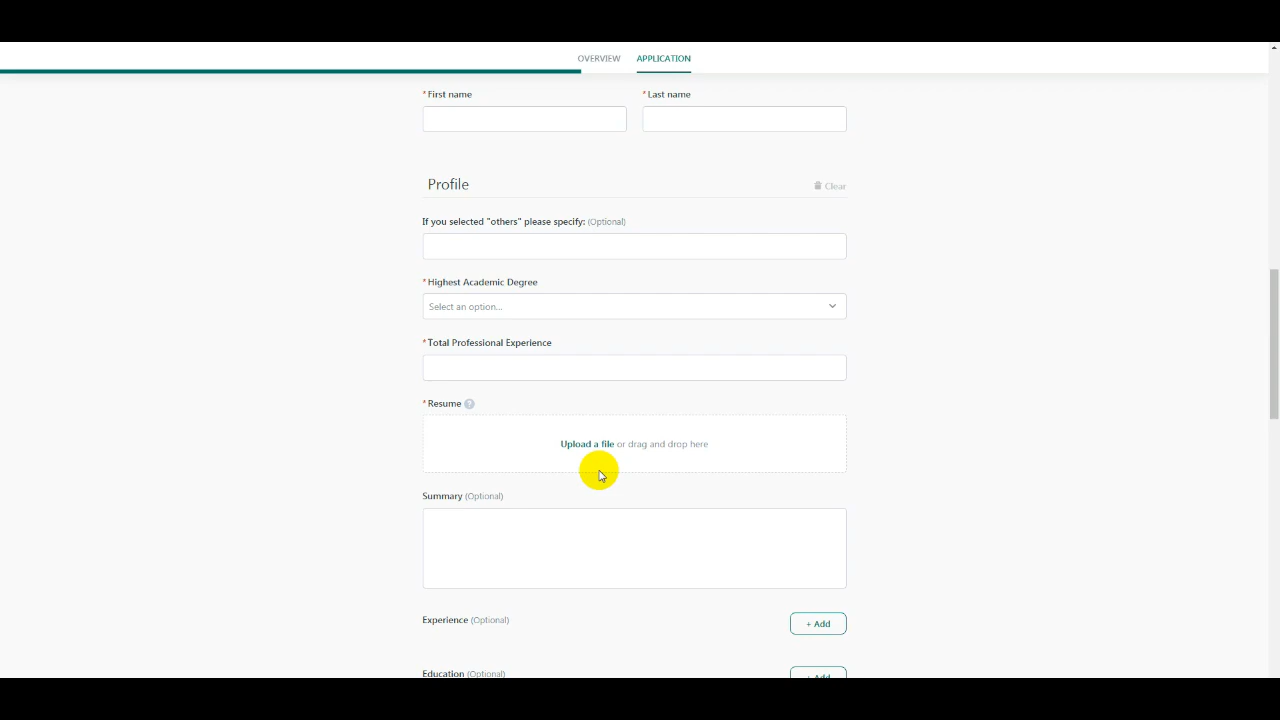 OVERVIEW
APPLICATION
* First name
* Last name
Profile
Clear
If you selected "others" please specify: (Optional)
* Highest Academic Degree
Select an option...
* Total Professional Experience
* Resume ?
Upload a file or drag and drop here
Summary (Optional)
Experience (Optional)
+ Add
Education (Optional)
+ Add